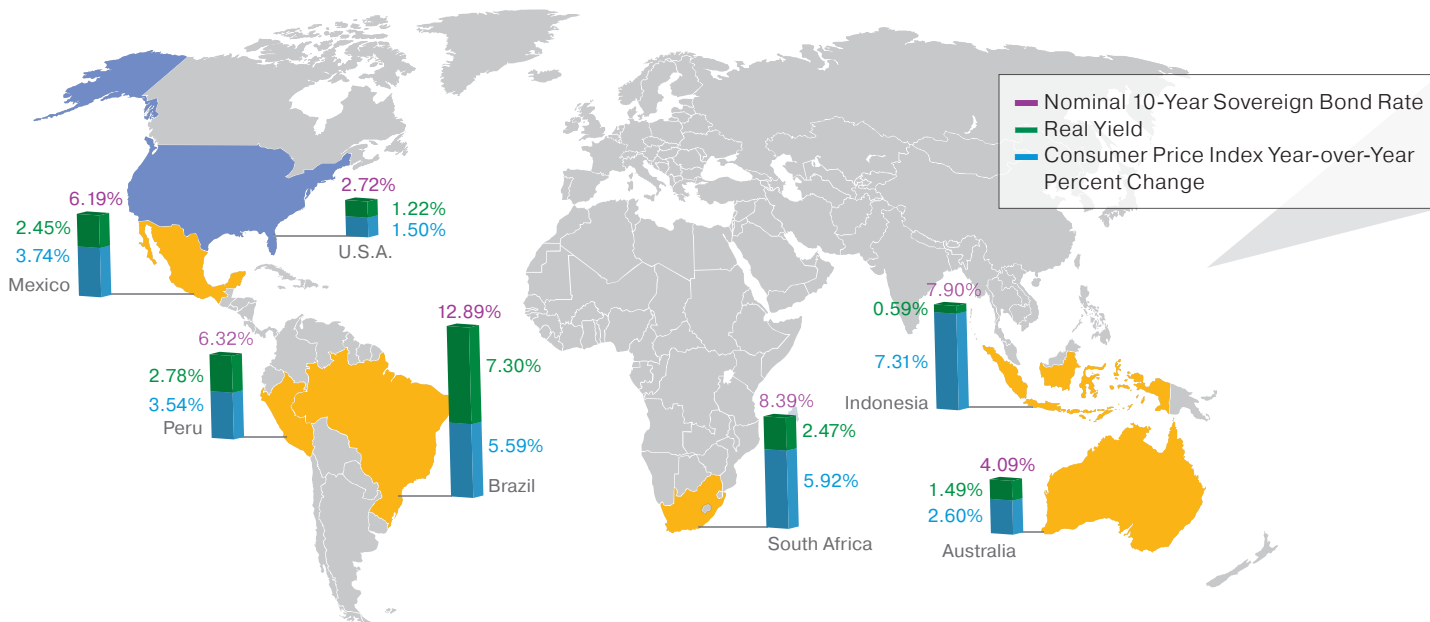 Nominal 10-Year Sovereign Bond Rate
Real Yield
Consumer Price Index Year-over-Year
Percent Change
6.19%
2.45%
3.74%
Mexico
2.72%
1.22%
1.50%
U.S.A.
6.32%
2.78%
3.54%
Peru
12.89%
7.30%
5.59%
Brazil
8.39%
2.47%
5.92%
South Africa
7.90%
0.59%
7.31%
Indonesia
4.09%
1.49%
2.60%
Australia